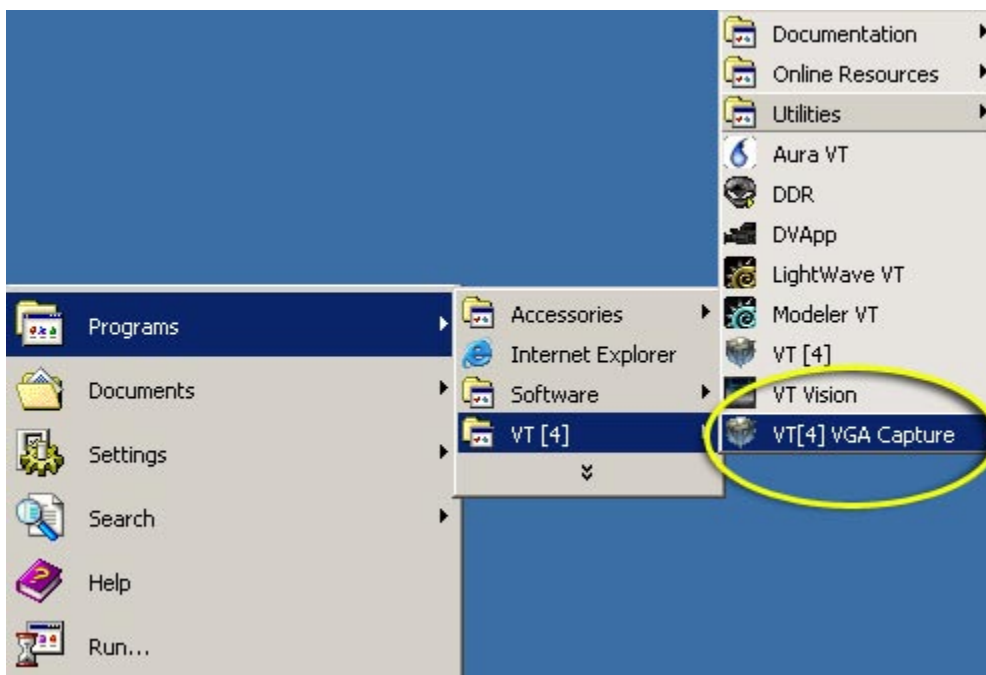 Programs
Documents
Settings
Search
Help
Run...
Accessories
Internet Explorer
Software
VT [4]
Documentation
Online Resources
Utilities
Aura VT
DDR
DVApp
LightWave VT
Modeler VT
VT [4]
VT Vision
VT[4] VGA Capture